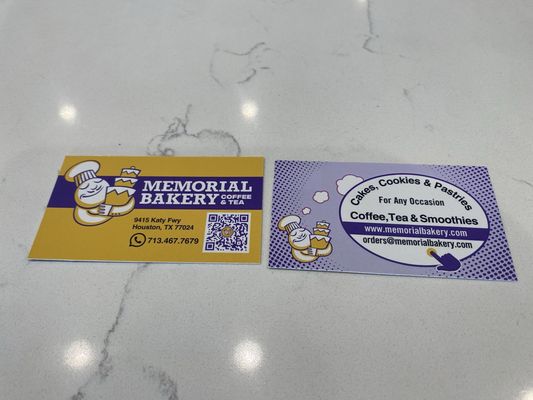 MEMORIAL
BAKERY COFFEE & TEA
9415 Katy Fwy
Houston, TX 77024
713.467.7679
Cakes, Cookies & Pastries
For Any Occasion
Coffee,Tea & Smoothies
www.memorialbakery.com
orders@memorialbakery.com